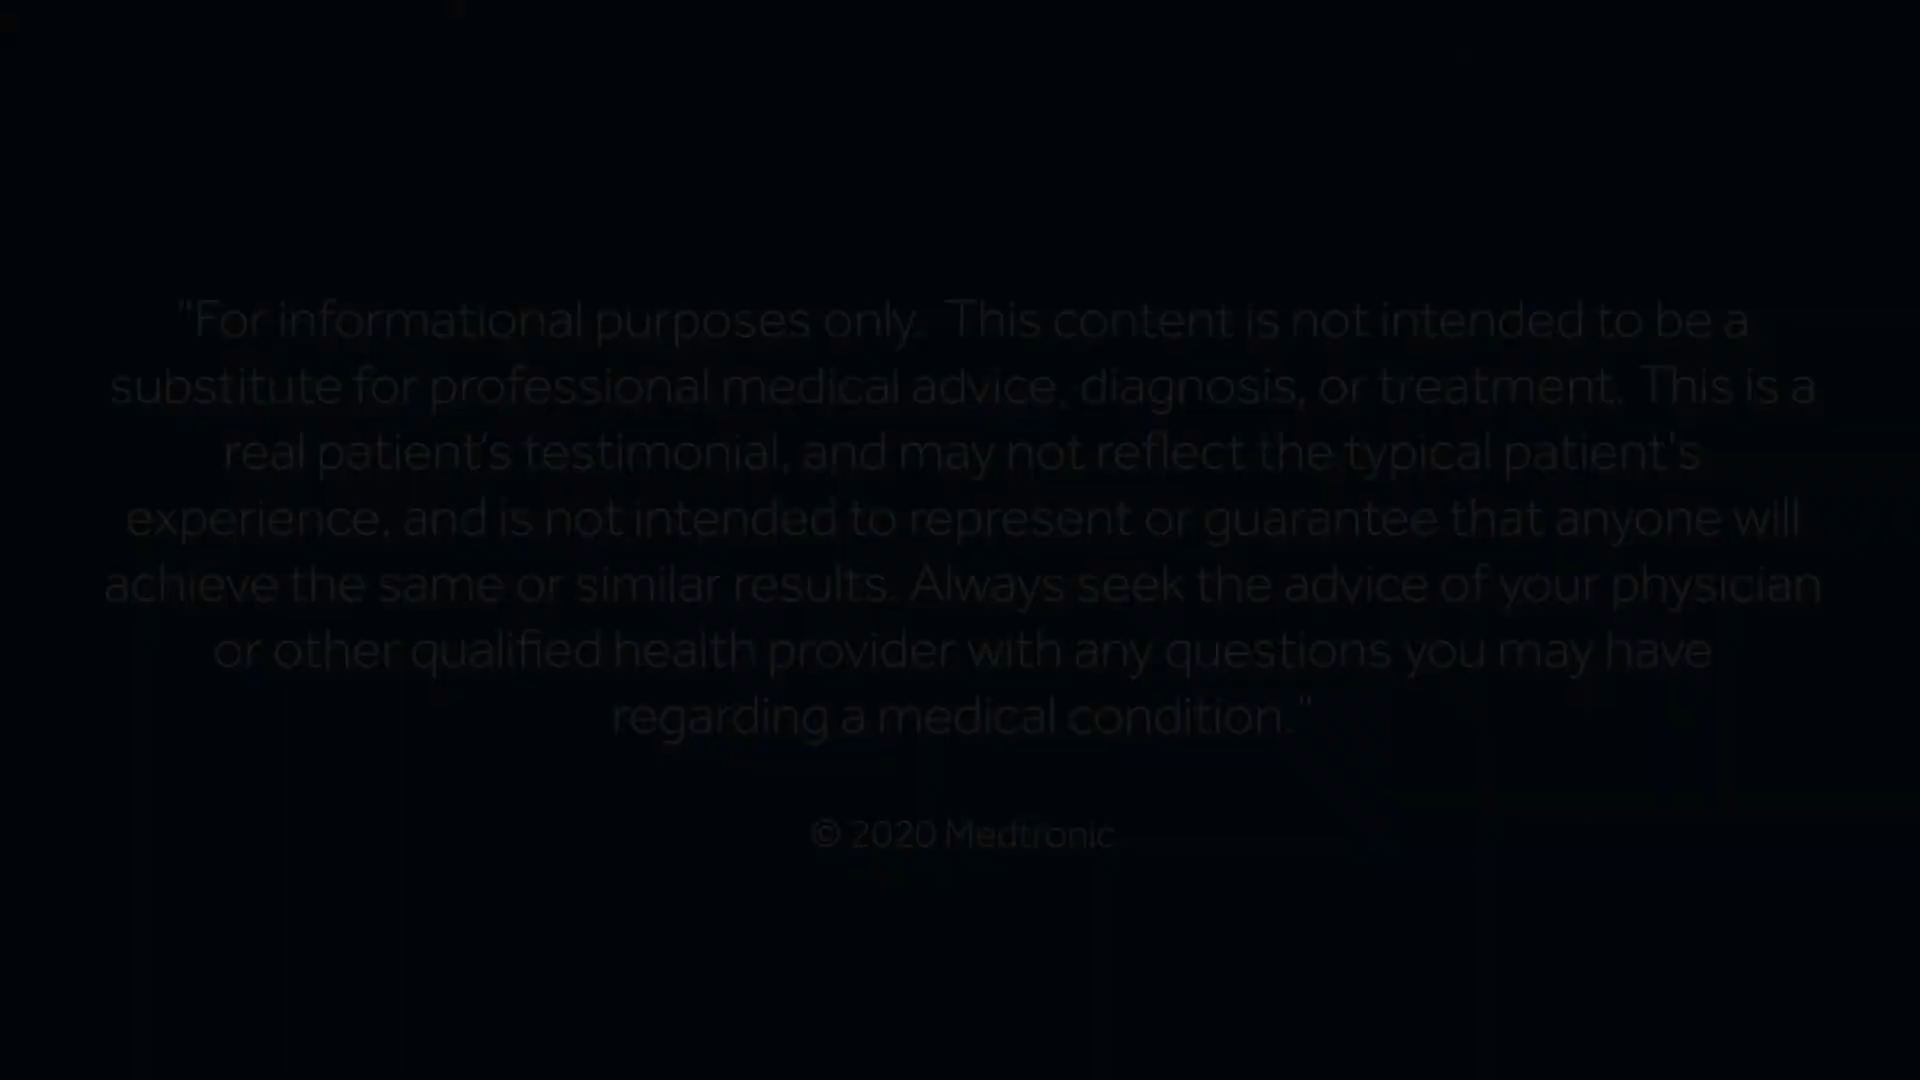 "For informational purposes only.  This content is not intended to be a
substitute for professional medical advice, diagnosis, or treatment. This is a
real patient's testimonial, and may not reflect the typical patient's
experience, and is not intended to represent or guarantee that anyone will
achieve the same or similar results. Always seek the advice of your physician
or other qualified health provider with any questions you may have
regarding a medical condition."
© 2020 Medtronic